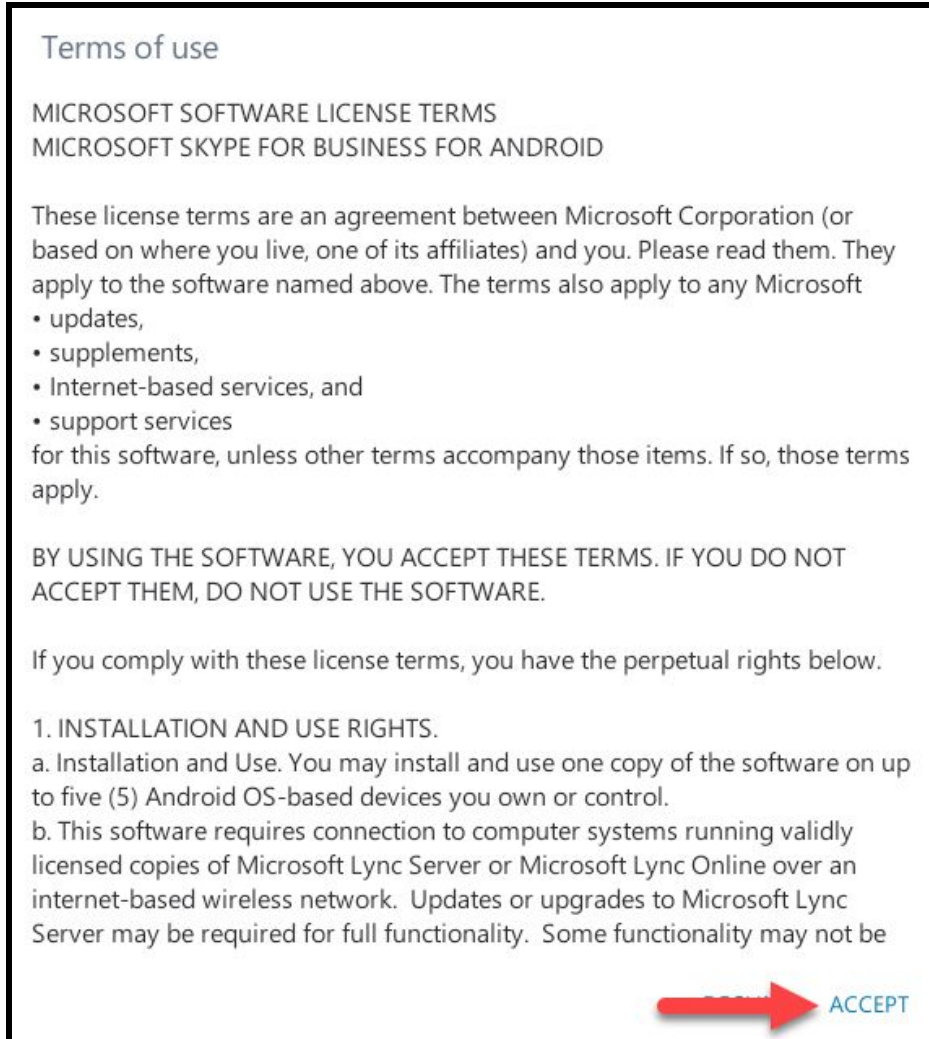 Terms of use
MICROSOFT SOFTWARE LICENSE TERMS
MICROSOFT SKYPE FOR BUSINESS FOR ANDROID
These license terms are an agreement between Microsoft Corporation (or
based on where you live, one of its affiliates) and you. Please read them. They
apply to the software named above. The terms also apply to any Microsoft
• updates,
• supplements,
• Internet-based services, and
• support services
for this software, unless other terms accompany those items. If so, those terms
apply.
BY USING THE SOFTWARE, YOU ACCEPT THESE TERMS. IF YOU DO NOT
ACCEPT THEM, DO NOT USE THE SOFTWARE.
If you comply with these license terms, you have the perpetual rights below.
1. INSTALLATION AND USE RIGHTS.
a. Installation and Use. You may install and use one copy of the software on up
to five (5) Android OS-based devices you own or control.
b. This software requires connection to computer systems running validly
licensed copies of Microsoft Lync Server or Microsoft Lync Online over an
internet-based wireless network.  Updates or upgrades to Microsoft Lync
Server may be required for full functionality.  Some functionality may not be
ACCEPT